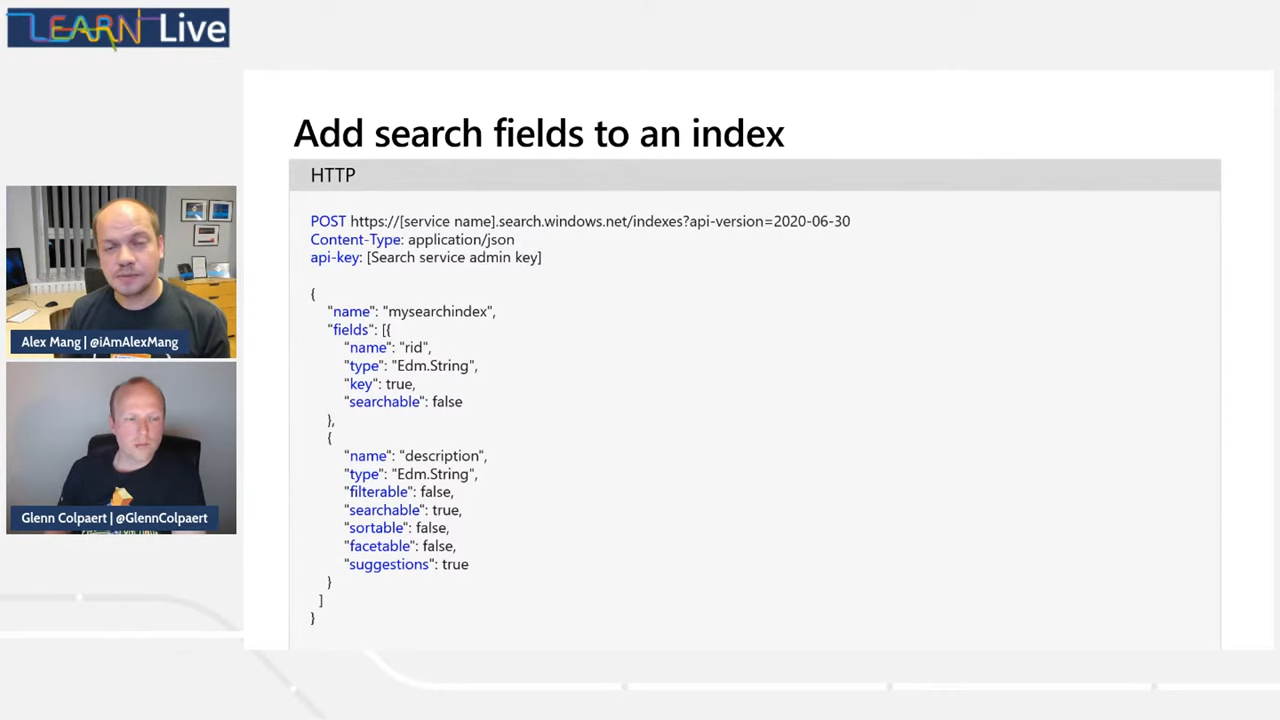 LEARN Live
Add search fields to an index
HTTP
POST https://[service name].search.windows.net/indexes?api-version=2020-06-30
Content-Type: application/json
api-key: [Search service admin key]
{
"name": "mysearchindex",
"fields": [{
"name": "rid",
"type": "Edm.String",
"key": true,
"searchable": false
},
{
"name": "description",
"type": "Edm.String",
"filterable": false,
"searchable": true,
"sortable": false,
"facetable": false,
"suggestions": true
}
]
}
Alex Mang | @iAmAlexMang
Glenn Colpaert | @GlennColpaert